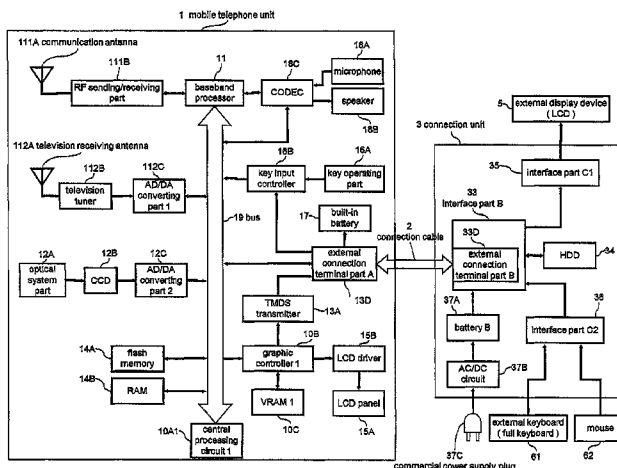 1 mobile telephone unit
111A communication antenna
111B
RF sending/receiving part
11
baseband processor
18C
CODEC
18A
microphone
speaker
18B
112A television receiving antenna
112B
television tuner
112C
AD/DA converting part 1
16B
key input controller
16A
key operating part
17
built-in battery
19 bus
12A
optical system part
12B
CCD
12C
AD/DA converting part 2
external connection terminal part A
13D
2 connection cable
TMDS transmitter
13A
14A
flash memory
10B
graphic controller 1
15B
LCD driver
14B
RAM
VRAM 1
10C
LCD panel
15A
10A1
central processing circuit 1
5
external display device ( LCD )
3 connection unit
35
interface part C1
33
interface part B
33D
external connection terminal part B
HDD
34
37A
battery B
36
interface part C2
AC/DC circuit
37B
37C
commercial power supply plug
external keyboard ( full keyboard )
61
mouse
62